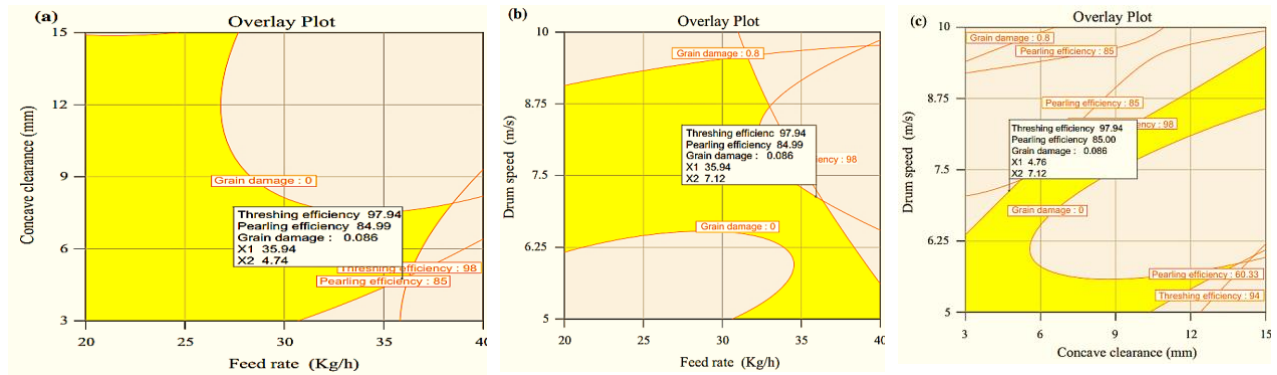 (a)
Overlay Plot
15
12
9
6
3
Concave clearance (mm)
Grain damage : 0
Threshing efficiency 97.94
Pearling efficiency 84.99
Grain damage : 0.086
X1 35.94
X2 4.74
Threshing efficiency : 98
Pearling efficiency : 85
20 25 30 35 40
Feed rate (Kg/h)
(b)
Overlay Plot
10
8.75
7.5
6.25
5
Drum speed (m/s)
Grain damage : 0.8
Threshing efficienc 97.94
Pearling efficiency 84.99
Grain damage : 0.086
X1 35.94
X2 7.12
ency : 98
Grain damage : 0
20 25 30 35 40
Feed rate (Kg/h)
(c)
Overlay Plot
10
8.75
7.5
6.25
5
Drum speed (m/s)
Grain damage : 0.8
Pearling efficiency : 85
Pearling efficiency : 85
ciency : 98
Threshing efficiency 97.94
Pearling efficiency 85.00
Grain damage : 0.086
X1 4.76
X2 7.12
Grain damage : 0
Pearling efficiency : 60.33
Threshing efficiency : 94
3 6 9 12 15
Concave clearance (mm)